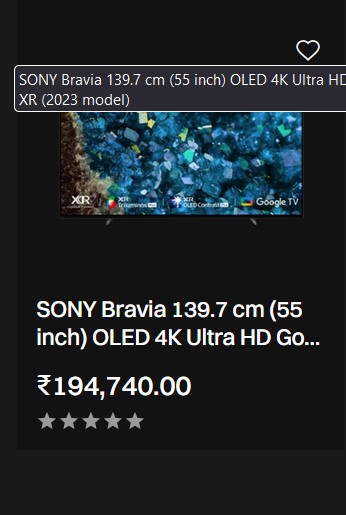 SONY Bravia 139.7 cm (55 inch) OLED 4K Ultra HD
XR (2023 model)
XR
XR Triluminos Pro
XR OLED Contrast Pro
Google TV
SONY Bravia 139.7 cm (55
inch) OLED 4K Ultra HD Go...
₹194,740.00